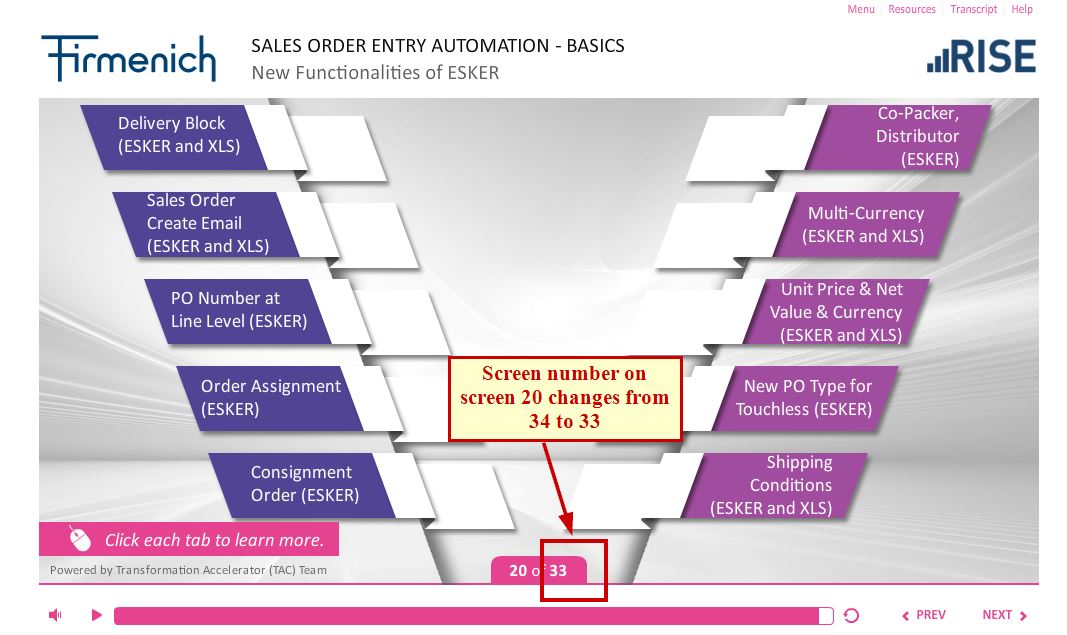 Menu Resources Transcript Help
Firmenich
SALES ORDER ENTRY AUTOMATION - BASICS
New Functionalities of ESKER
RISE
Delivery Block
(ESKER and XLS)
Sales Order
Create Email
(ESKER and XLS)
PO Number at
Line Level (ESKER)
Order Assignment
(ESKER)
Consignment
Order (ESKER)
Co-Packer,
Distributor
(ESKER)
Multi-Currency
(ESKER and XLS)
Unit Price & Net
Value & Currency
(ESKER and XLS)
New PO Type for
Touchless (ESKER)
Shipping
Conditions
(ESKER and XLS)
Screen number on
screen 20 changes from
34 to 33
Click each tab to learn more.
Powered by Transformation Accelerator (TAC) Team
20 of 33
PREV NEXT